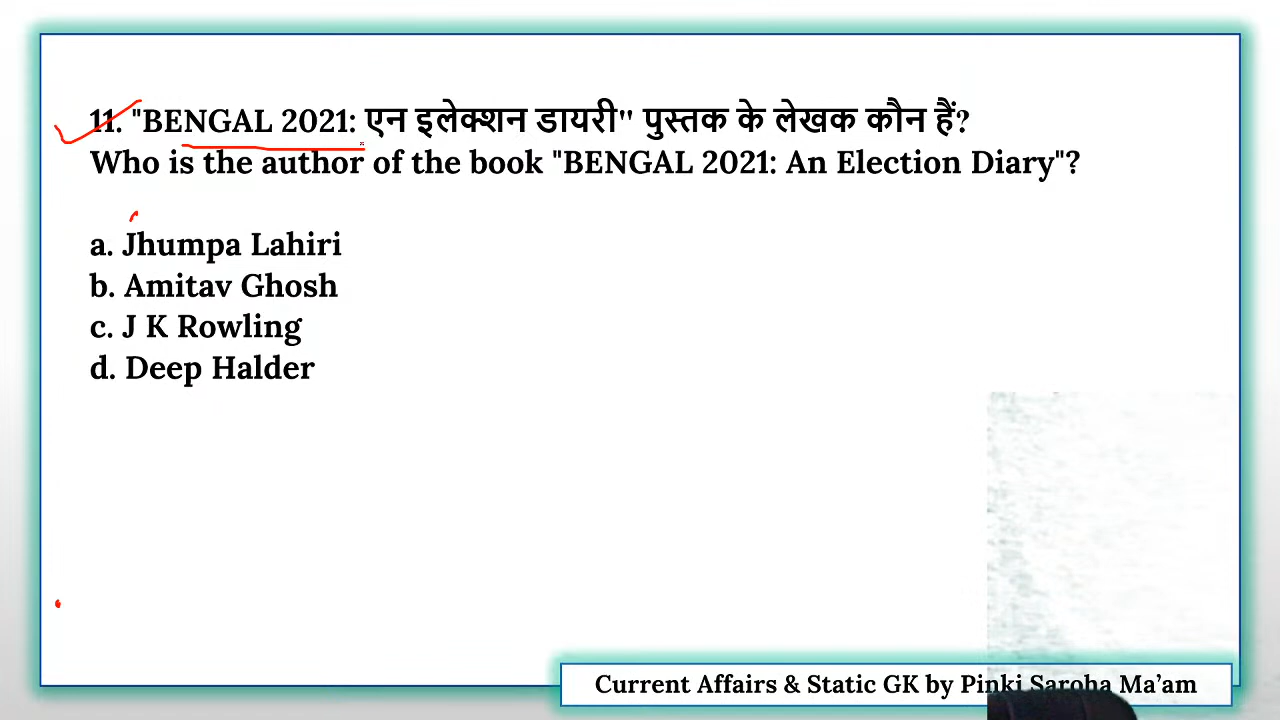 11. "BENGAL 2021: एन इलेक्शन डायरी" पुस्तक के लेखक कौन हैं?
Who is the author of the book "BENGAL 2021: An Election Diary"?
a. Jhumpa Lahiri
b. Amitav Ghosh
c. J K Rowling
d. Deep Halder
Current Affairs & Static GK by Pinki Saroha Ma’am